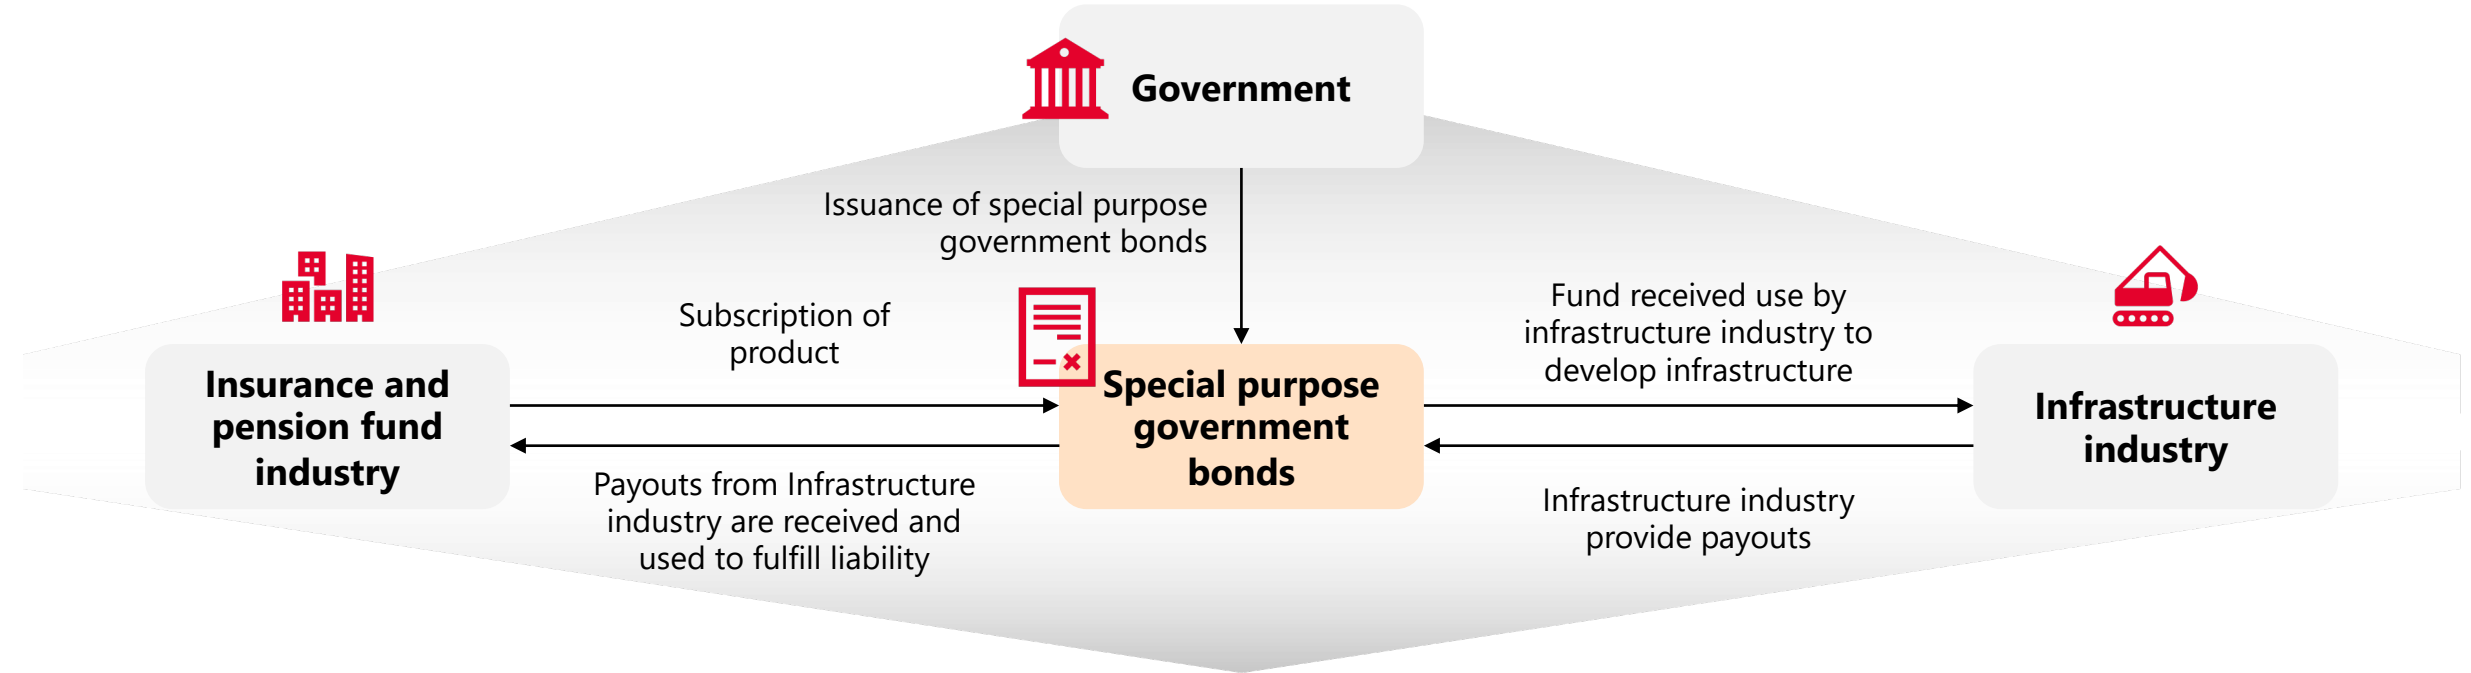 Government
Issuance of special purpose
government bonds
Subscription of
product
Fund received use by
infrastructure industry to
develop infrastructure
Insurance and
pension fund
industry
Special purpose
government
bonds
Infrastructure
industry
Payouts from Infrastructure
industry are received and
used to fulfill liability
Infrastructure industry
provide payouts